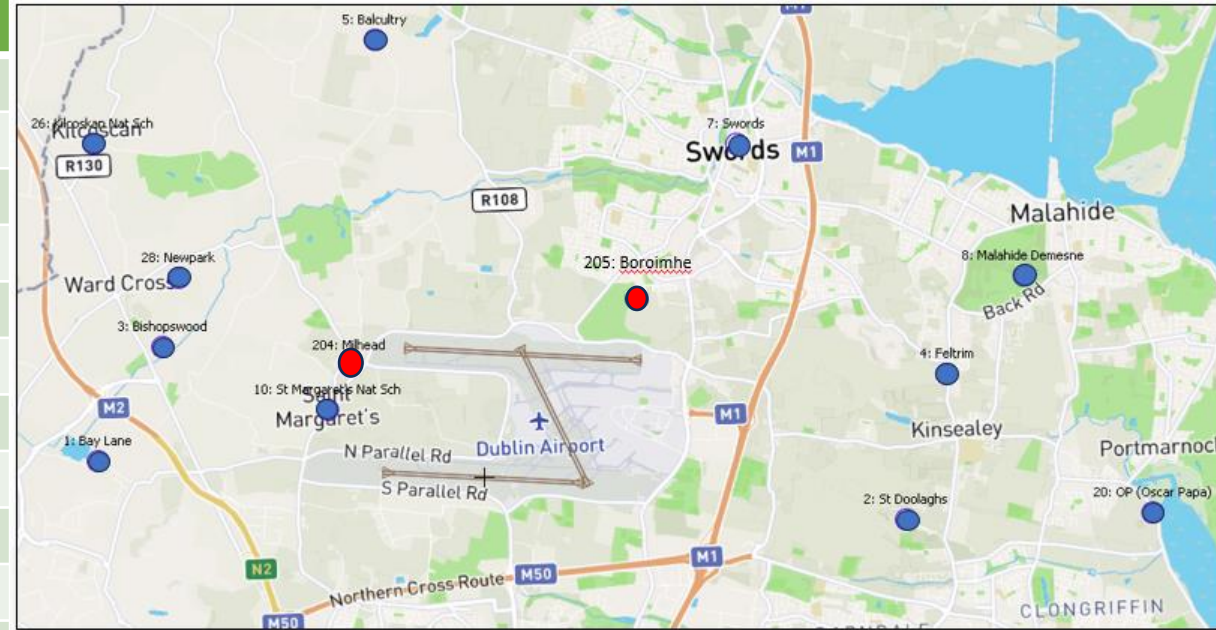 5: Balcultry
26: Kilcoskan Nat Sch
Kilcoscan
R130
7: Swords
Swords
M1
R108
Malahide
205: Boroimhe
8: Malahide Demesne
Back Rd
28: Newpark
Ward Cross
3: Bishopswood
204: Milhead
4: Feltrim
10: St Margaret's Nat Sch
Saint
Margaret's
M2
M1
Kinsealey
Dublin Airport
1: Bay Lane
N Parallel Rd
S Parallel Rd
Portmarnock
2: St Doolaghs
20: OP (Oscar Papa)
M1
N2
M50
Northern Cross Route
M50
CLONGRIFFIN